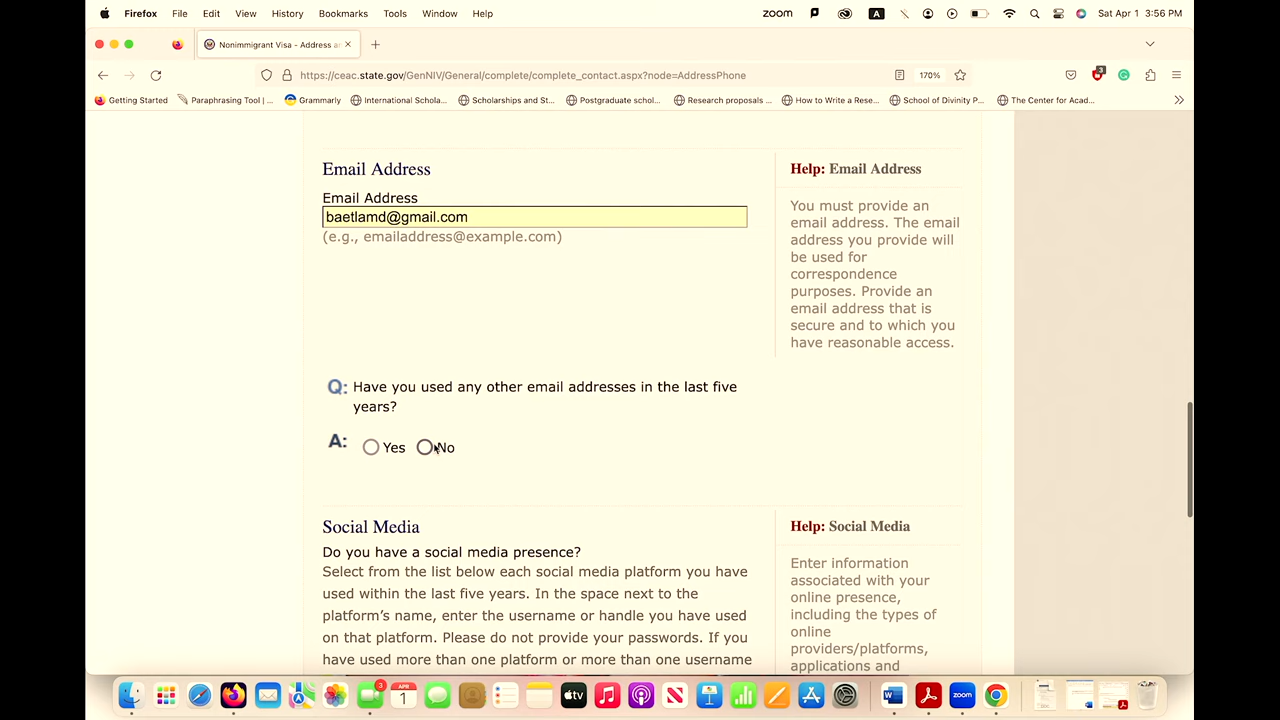 Firefox File Edit View History Bookmarks Tools Window Help zoom A Sat Apr 1 3:56 PM
Nonimmigrant Visa - Address a
https://ceac.state.gov/GenNIV/General/complete/complete_contact.aspx?node=AddressPhone 170% 3
Getting Started Paraphrasing Tool | ... Grammarly International Schola... Scholarships and St... Postgraduate schol... Research proposals ... How to Write a Rese... School of Divinity P... The Center for Acad...
Email Address
Email Address
baetlamd@gmail.com
(e.g., emailaddress@example.com)
Help: Email Address
You must provide an
email address. The email
address you provide will
be used for
correspondence
purposes. Provide an
email address that is
secure and to which you
have reasonable access.
Q: Have you used any other email addresses in the last five
years?
A: Yes No
Social Media
Do you have a social media presence?
Select from the list below each social media platform you have
used within the last five years. In the space next to the
platform's name, enter the username or handle you have used
on that platform. Please do not provide your passwords. If you
have used more than one platform or more than one username
Help: Social Media
Enter information
associated with your
online presence,
including the types of
online
providers/platforms,
applications and
3 APR 1 tv W zoom